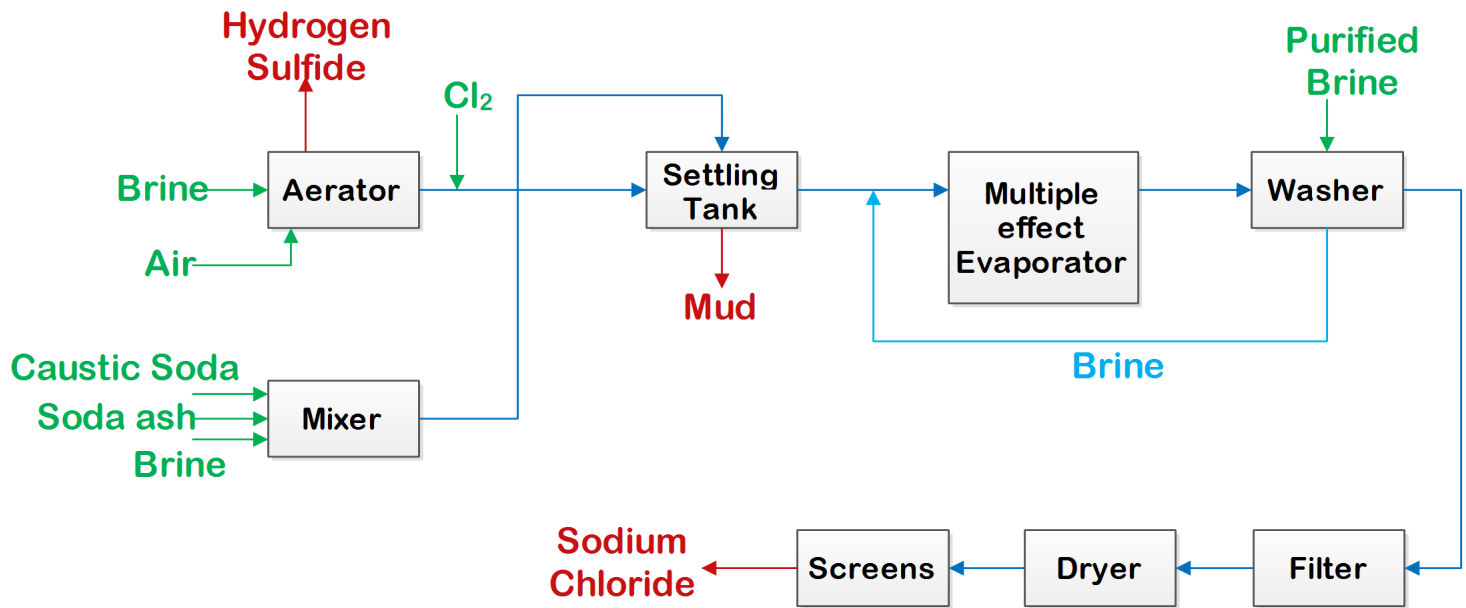 Hydrogen
Sulfide
Cl₂
Purified
Brine
Brine
Aerator
Settling
Tank
Multiple
effect
Evaporator
Washer
Air
Mud
Brine
Caustic Soda
Soda ash
Brine
Mixer
Sodium
Chloride
Screens
Dryer
Filter